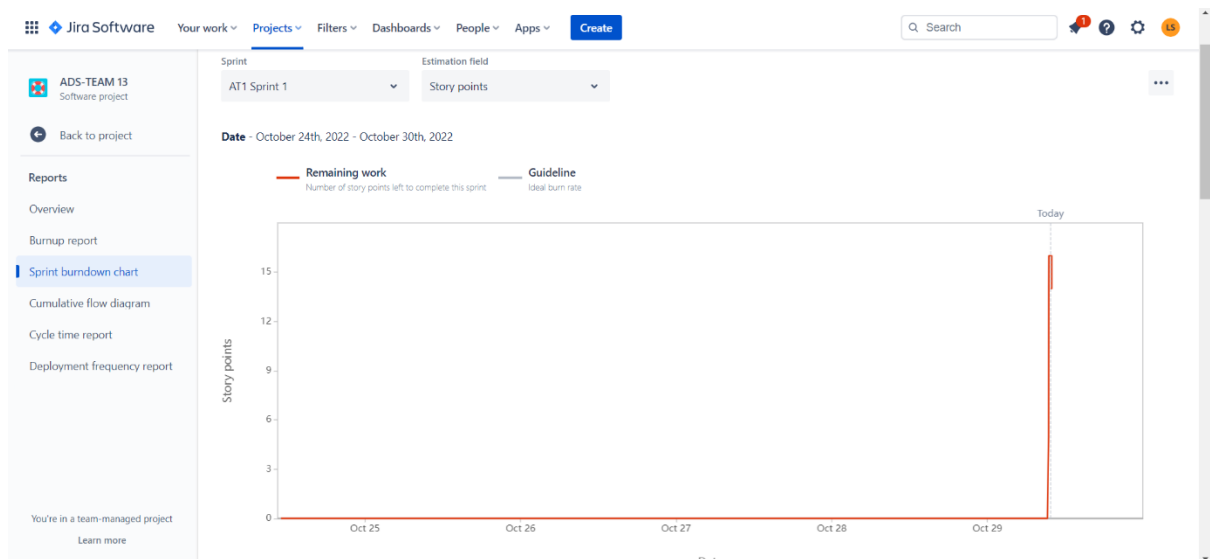 Jira Software Your work Projects Filters Dashboards People Apps Create Search 1 LS
ADS-TEAM 13
Software project
Back to project
Reports
Overview
Burnup report
Sprint burndown chart
Cumulative flow diagram
Cycle time report
Deployment frequency report
You're in a team-managed project
Learn more
Sprint Estimation field
AT1 Sprint 1 Story points
Date - October 24th, 2022 - October 30th, 2022
Remaining work Guideline
Number of story points left to complete this sprint Ideal burn rate
Today
Story points
15
12
9
6
3
0
Oct 25 Oct 26 Oct 27 Oct 28 Oct 29